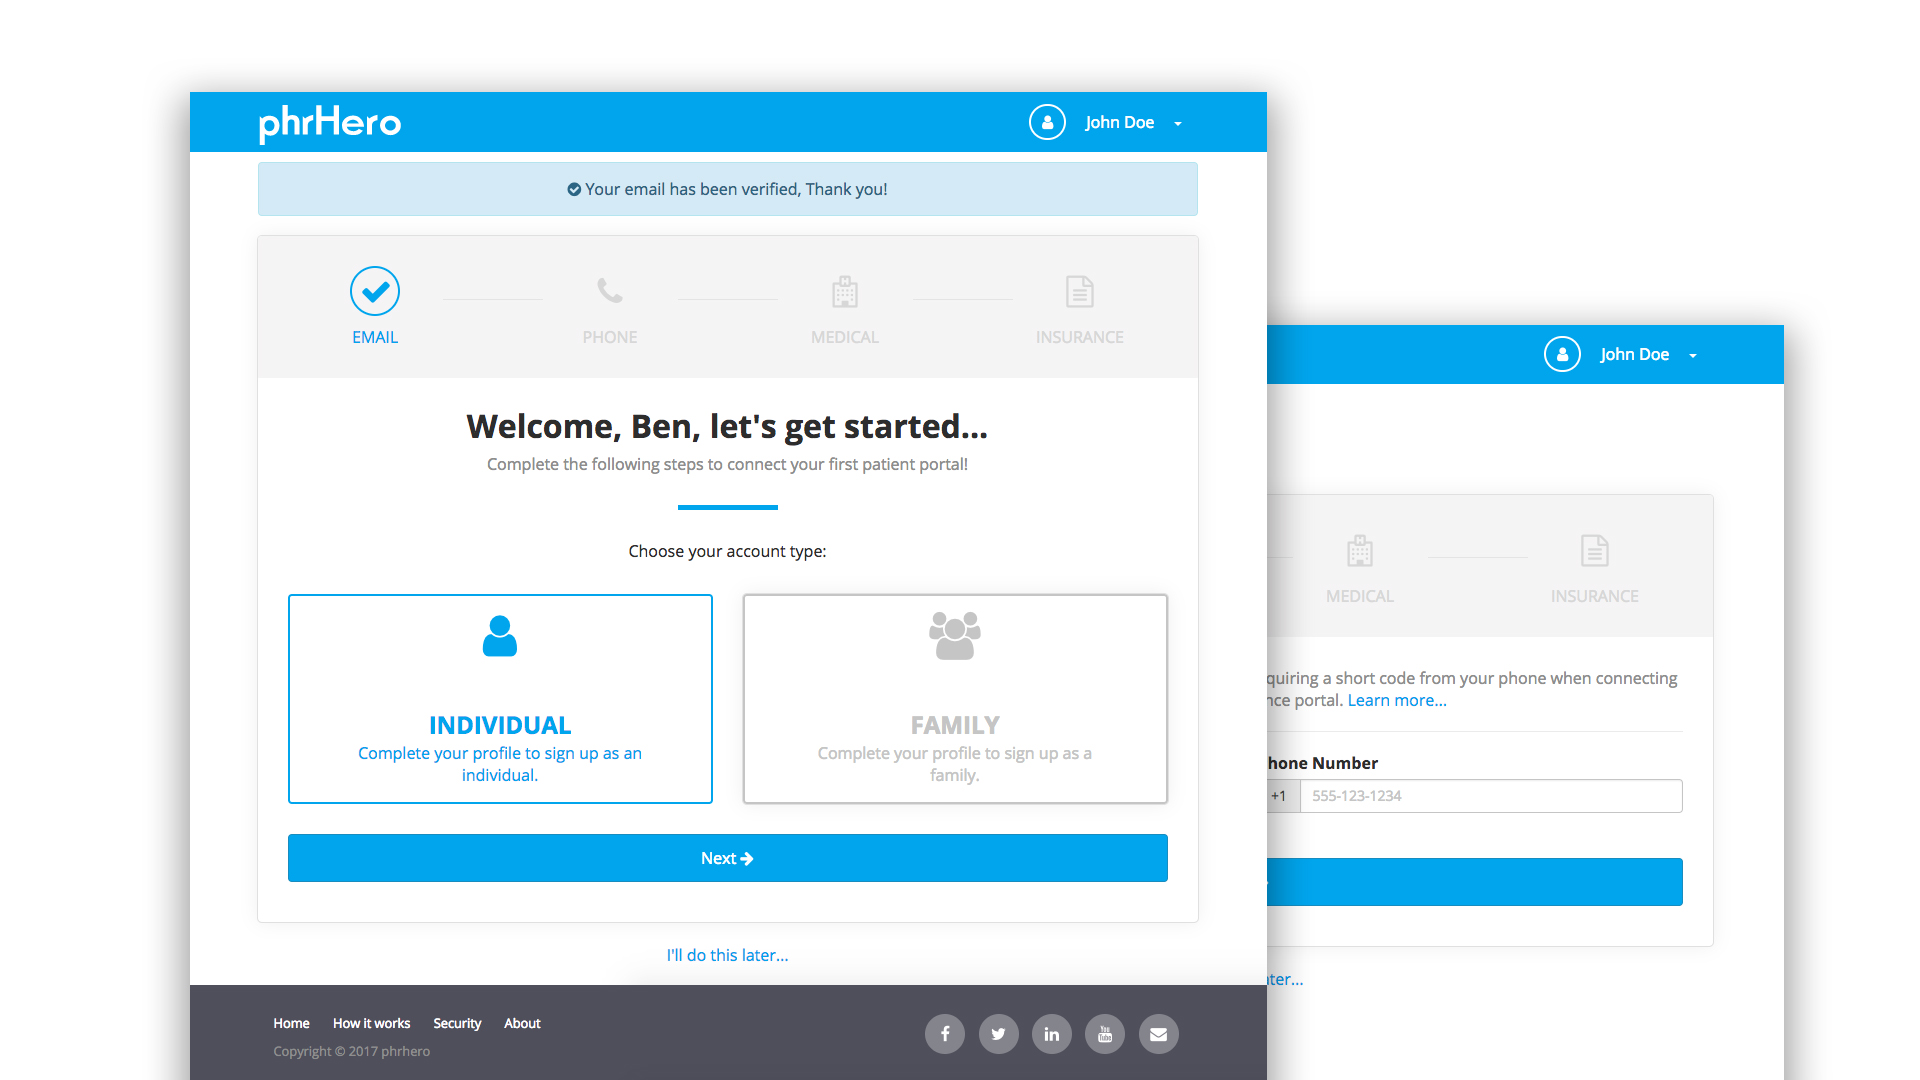 phrHero
John Doe
Your email has been verified, Thank you!
EMAIL
PHONE
MEDICAL
INSURANCE
Welcome, Ben, let's get started...
Complete the following steps to connect your first patient portal!
Choose your account type:
INDIVIDUAL
Complete your profile to sign up as an
individual.
FAMILY
Complete your profile to sign up as a
family.
Next
I'll do this later...
Home
How it works
Security
About
Copyright © 2017 phrhero
John Doe
MEDICAL
INSURANCE
quiring a short code from your phone when connecting
nce portal. Learn more...
hone Number
+1
555-123-1234
ater...